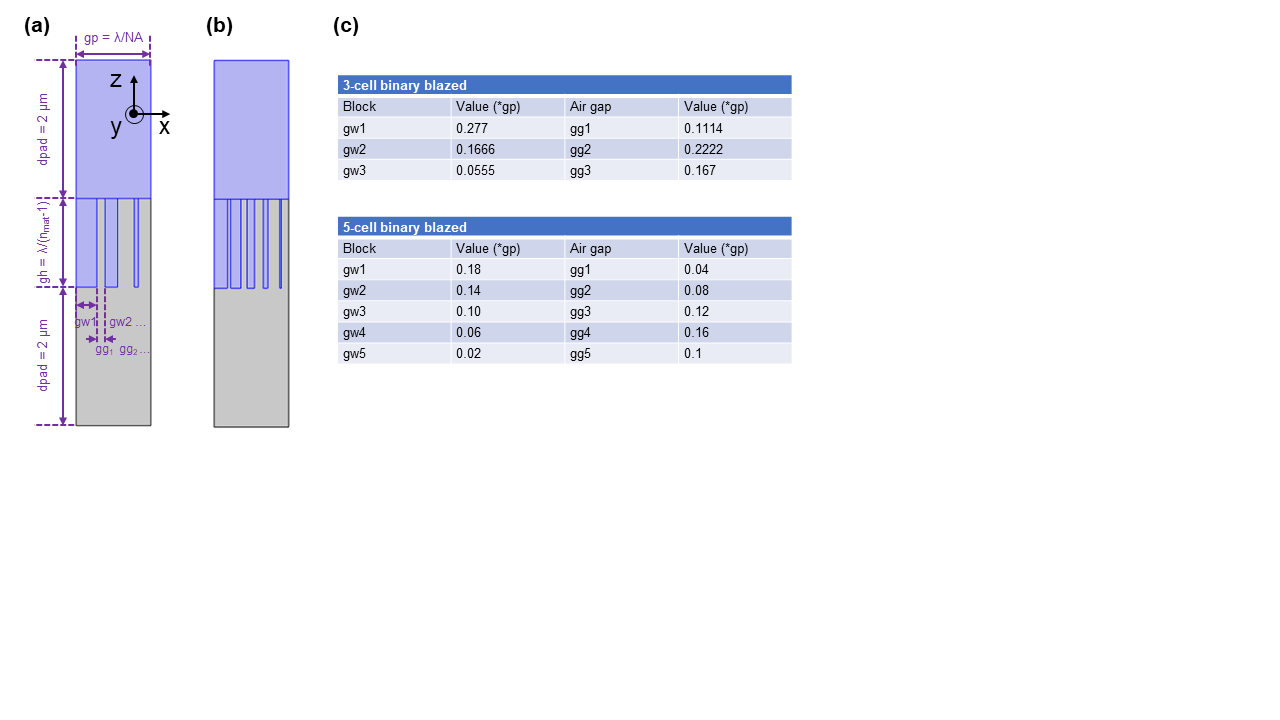 (a)
(b)
(c)
gp = λ/NA
z
y
x
dpad = 2 μm
gh = λ/(nmat-1)
dpad = 2 μm
gw1
gw2 ...
gg1 gg2 ...
3-cell binary blazed
Block Value (*gp) Air gap Value (*gp)
gw1 0.277 gg1 0.1114
gw2 0.1666 gg2 0.2222
gw3 0.0555 gg3 0.167
5-cell binary blazed
Block Value (*gp) Air gap Value (*gp)
gw1 0.18 gg1 0.04
gw2 0.14 gg2 0.08
gw3 0.10 gg3 0.12
gw4 0.06 gg4 0.16
gw5 0.02 gg5 0.1